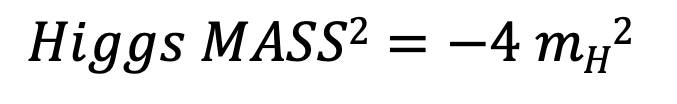 Higgs MASS² = −4 m_H²